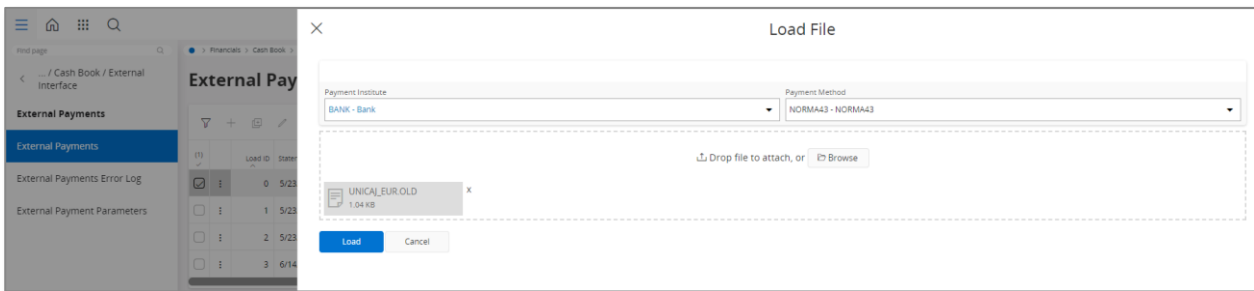 Load File
Find page
> Financials > Cash Book >
... / Cash Book / External
Interface
External Pay
External Payments
External Payments
External Payments Error Log
External Payment Parameters
(1)
Load ID
Stater
0 5/23
1 5/23
2 5/23
3 6/14
Payment Institute
BANK - Bank
Payment Method
NORMA43 - NORMA43
Drop file to attach, or Browse
UNICAJ_EUR.OLD
x
1.04 KB
Load
Cancel